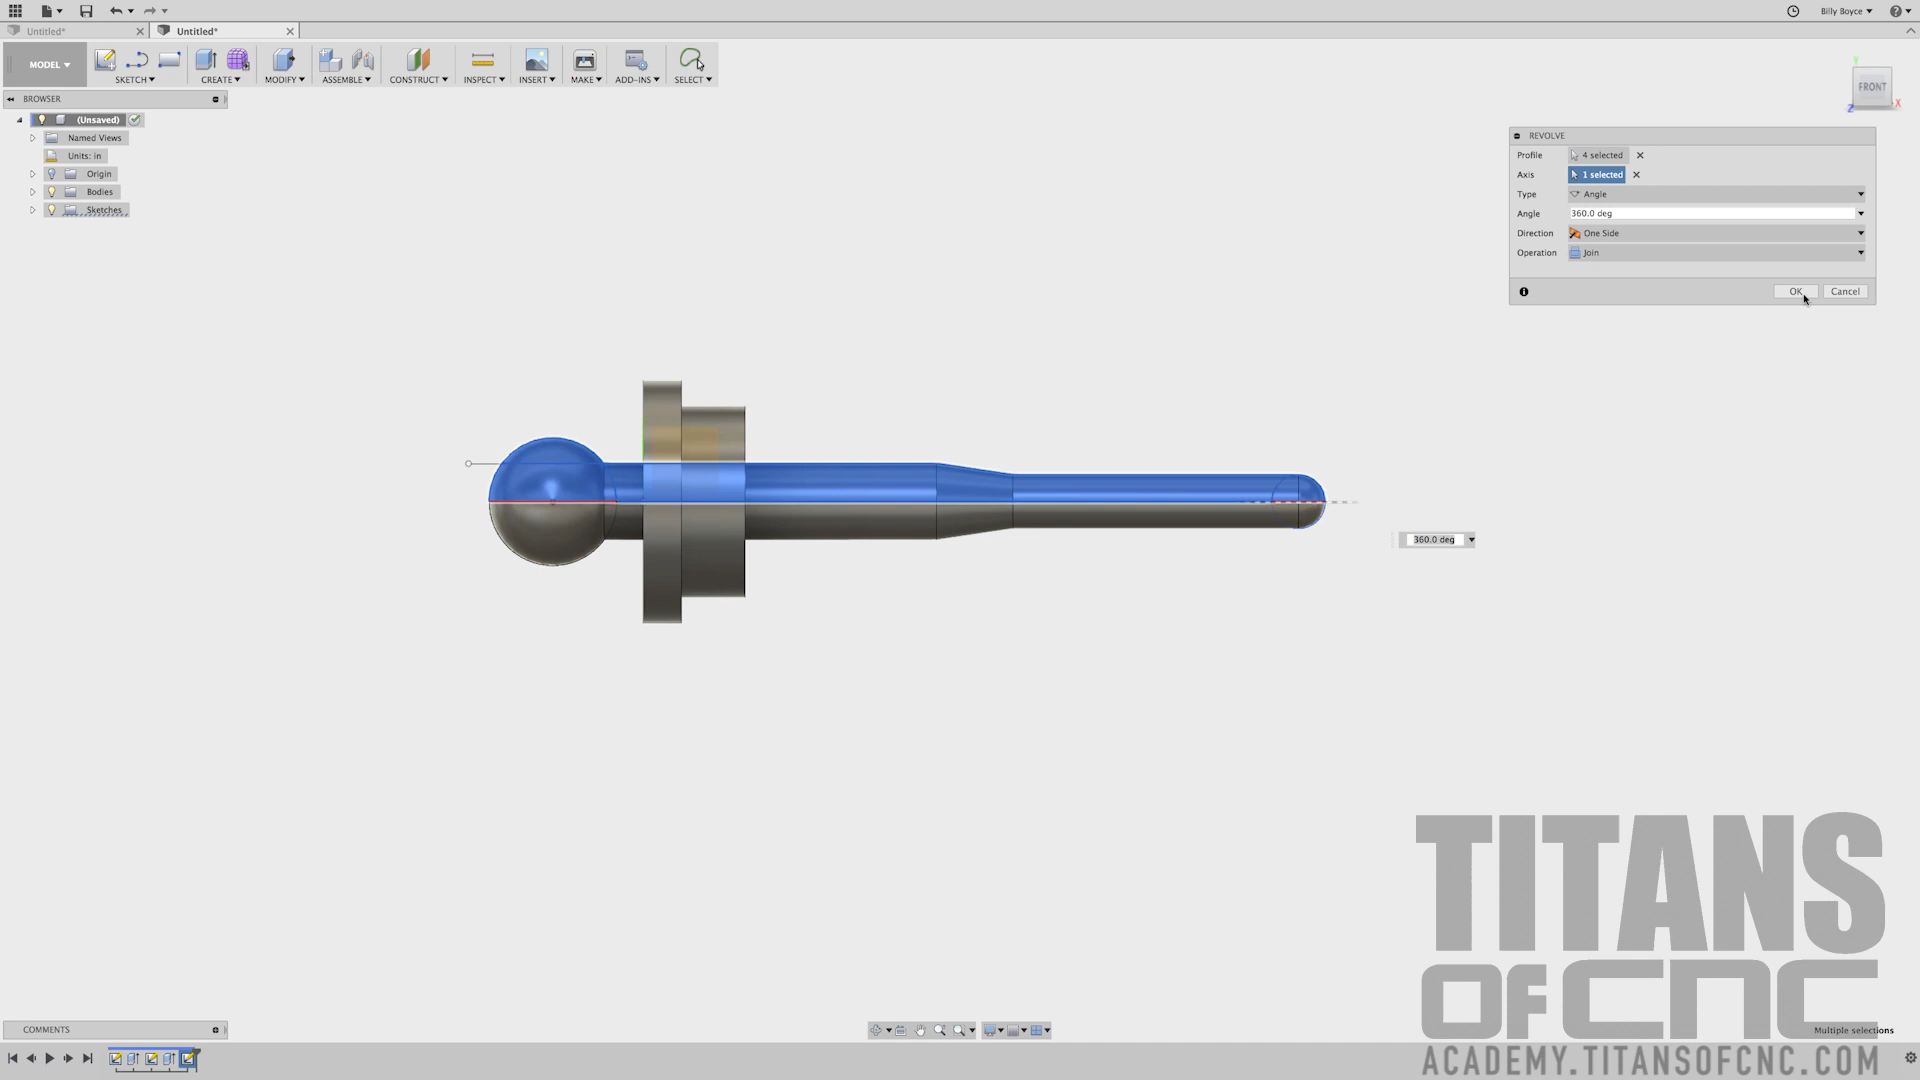 Billy Boyce
Untitled*
Untitled*
MODEL
SKETCH
CREATE
MODIFY
ASSEMBLE
CONSTRUCT
INSPECT
INSERT
MAKE
ADD-INS
SELECT
BROWSER
(Unsaved)
Named Views
Units: in
Origin
Bodies
Sketches
Y
FRONT
X
Z
REVOLVE
Profile 4 selected
Axis 1 selected
Type Angle
Angle 360.0 deg
Direction One Side
Operation Join
OK Cancel
360.0 deg
TITANS
OF CNC
Multiple selections
ACADEMY.TITANSOFCNC.COM
COMMENTS